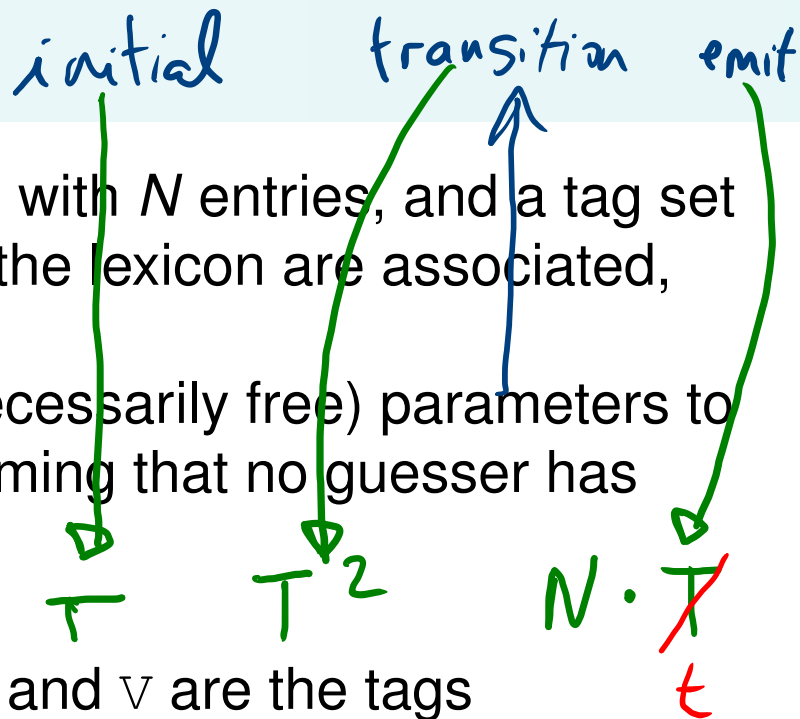 initial transition emit
with N entries, and a tag set
the lexicon are associated,
ecessarily free) parameters to
ming that no guesser has
T T² N · T
t
and V are the tags